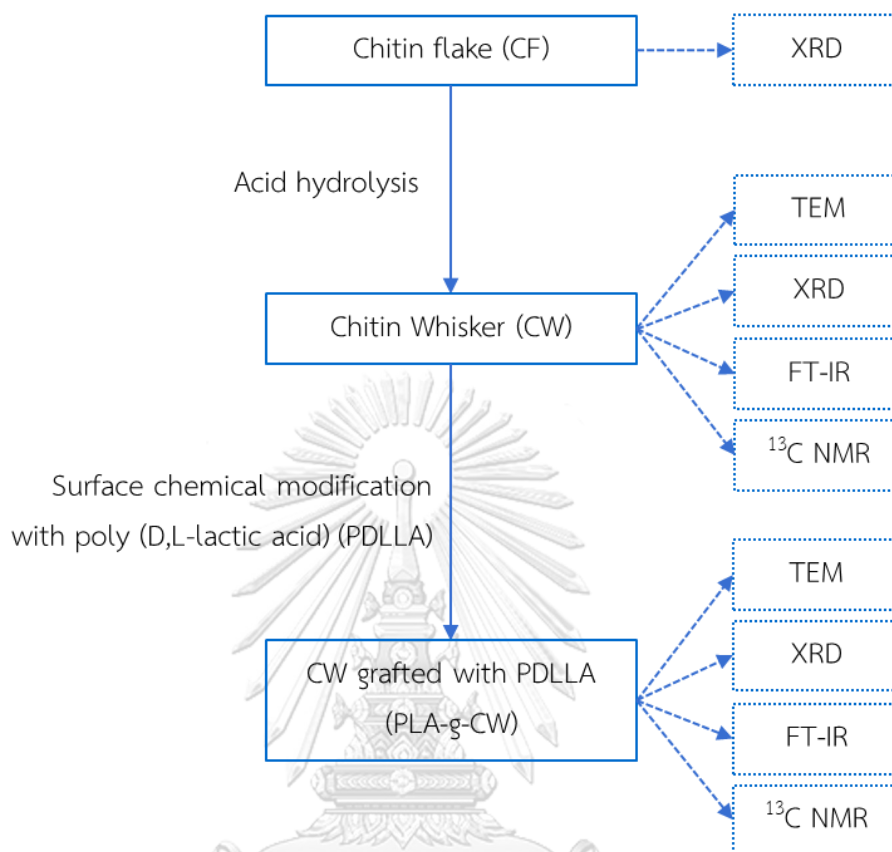 Chitin flake (CF)
XRD
Acid hydrolysis
TEM
XRD
Chitin Whisker (CW)
FT-IR
¹³C NMR
Surface chemical modification
with poly (D,L-lactic acid) (PDLLA)
TEM
XRD
CW grafted with PDLLA
(PLA-g-CW)
FT-IR
¹³C NMR